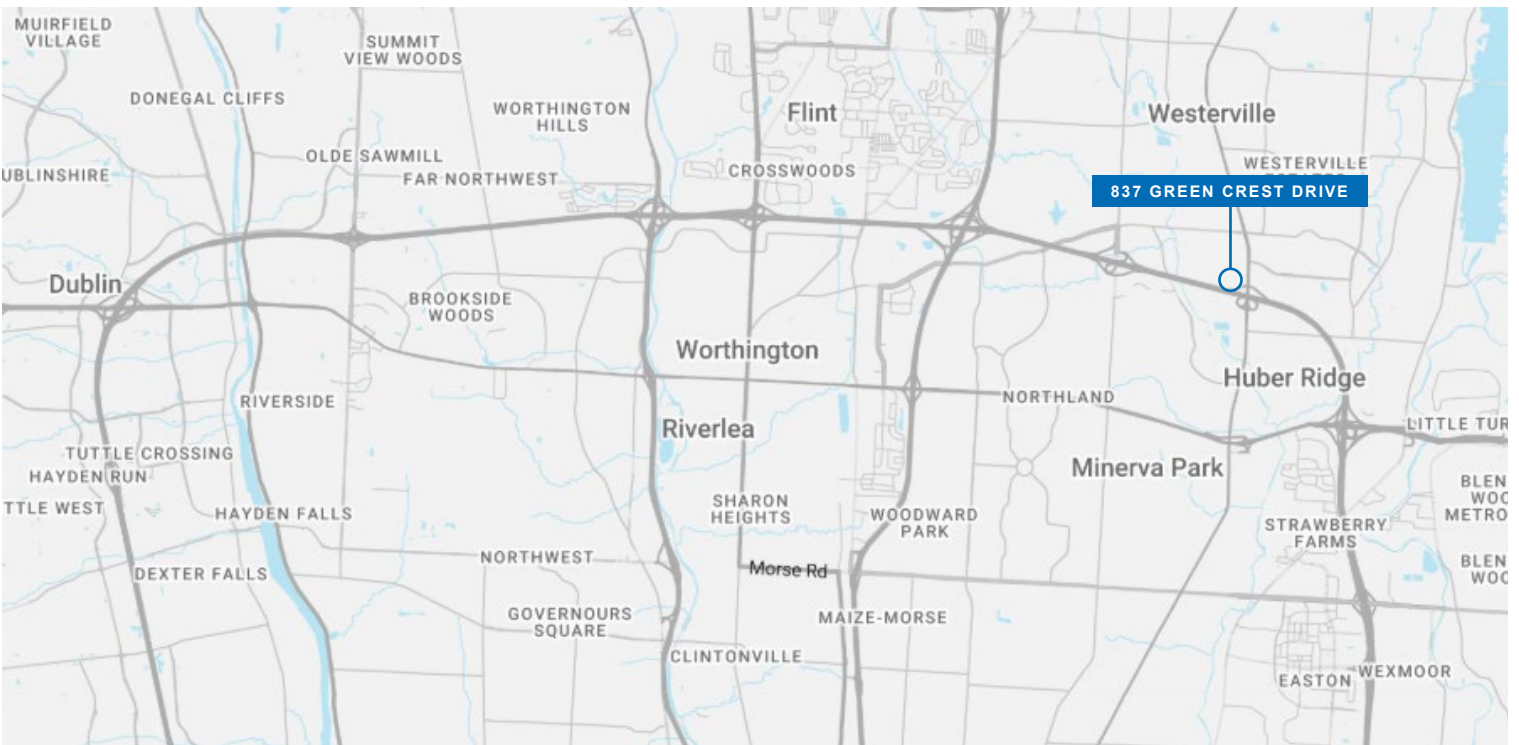 MUIRFIELD
VILLAGE
SUMMIT
VIEW WOODS
DONEGAL CLIFFS
WORTHINGTON
HILLS
Flint
Westerville
OLDE SAWMILL
FAR NORTHWEST
CROSSWOODS
WESTERVILLE
UBLINSHIRE
837 GREEN CREST DRIVE
Dublin
BROOKSIDE
WOODS
Worthington
Huber Ridge
RIVERSIDE
NORTHLAND
Riverlea
LITTLE TUR
TUTTLE CROSSING
HAYDEN RUN
Minerva Park
TTLE WEST
HAYDEN FALLS
SHARON
HEIGHTS
WOODWARD
PARK
BLEN
WOO
METRO
STRAWBERRY
FARMS
NORTHWEST
DEXTER FALLS
Morse Rd
BLEN
WOO
GOVERNOURS
SQUARE
MAIZE-MORSE
CLINTONVILLE
EASTON
WEXMOOR